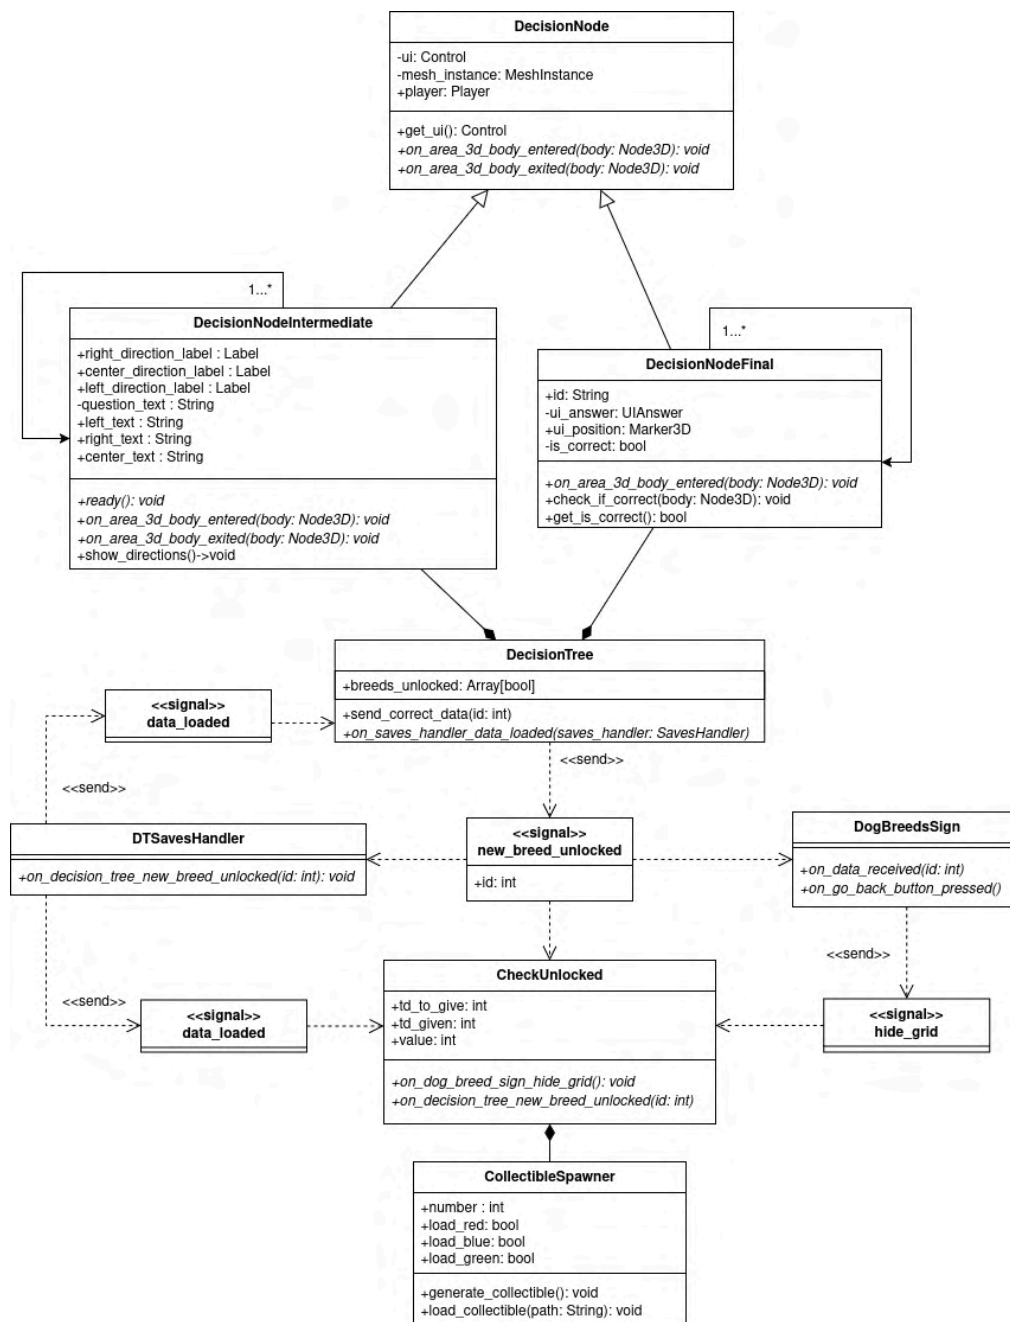 DecisionNode
-ui: Control
-mesh_instance: MeshInstance
+player: Player
+get_ui(): Control
+on_area_3d_body_entered(body: Node3D): void
+on_area_3d_body_exited(body: Node3D): void
1...*
DecisionNodeIntermediate
+right_direction_label : Label
+center_direction_label : Label
+left_direction_label : Label
-question_text : String
+left_text : String
+right_text : String
+center_text : String
+ready(): void
+on_area_3d_body_entered(body: Node3D): void
+on_area_3d_body_exited(body: Node3D): void
+show_directions()->void
1...*
DecisionNodeFinal
+id: String
-ui_answer: UIAnswer
+ui_position: Marker3D
-is_correct: bool
+on_area_3d_body_entered(body: Node3D): void
+check_if_correct(body: Node3D): void
+get_is_correct(): bool
DecisionTree
+breeds_unlocked: Array[bool]
+send_correct_data(id: int)
+on_saves_handler_data_loaded(saves_handler: SavesHandler)
<<signal>>
data_loaded
<<send>>
<<send>>
DTSavesHandler
+on_decision_tree_new_breed_unlocked(id: int): void
<<signal>>
new_breed_unlocked
+id: int
DogBreedsSign
+on_data_received(id: int)
+on_go_back_button_pressed()
<<send>>
<<send>>
<<signal>>
data_loaded
CheckUnlocked
+td_to_give: int
+td_given: int
+value: int
+on_dog_breed_sign_hide_grid(): void
+on_decision_tree_new_breed_unlocked(id: int)
<<signal>>
hide_grid
CollectibleSpawner
+number : int
+load_red: bool
+load_blue: bool
+load_green: bool
+generate_collectible(): void
+load_collectible(path: String): void